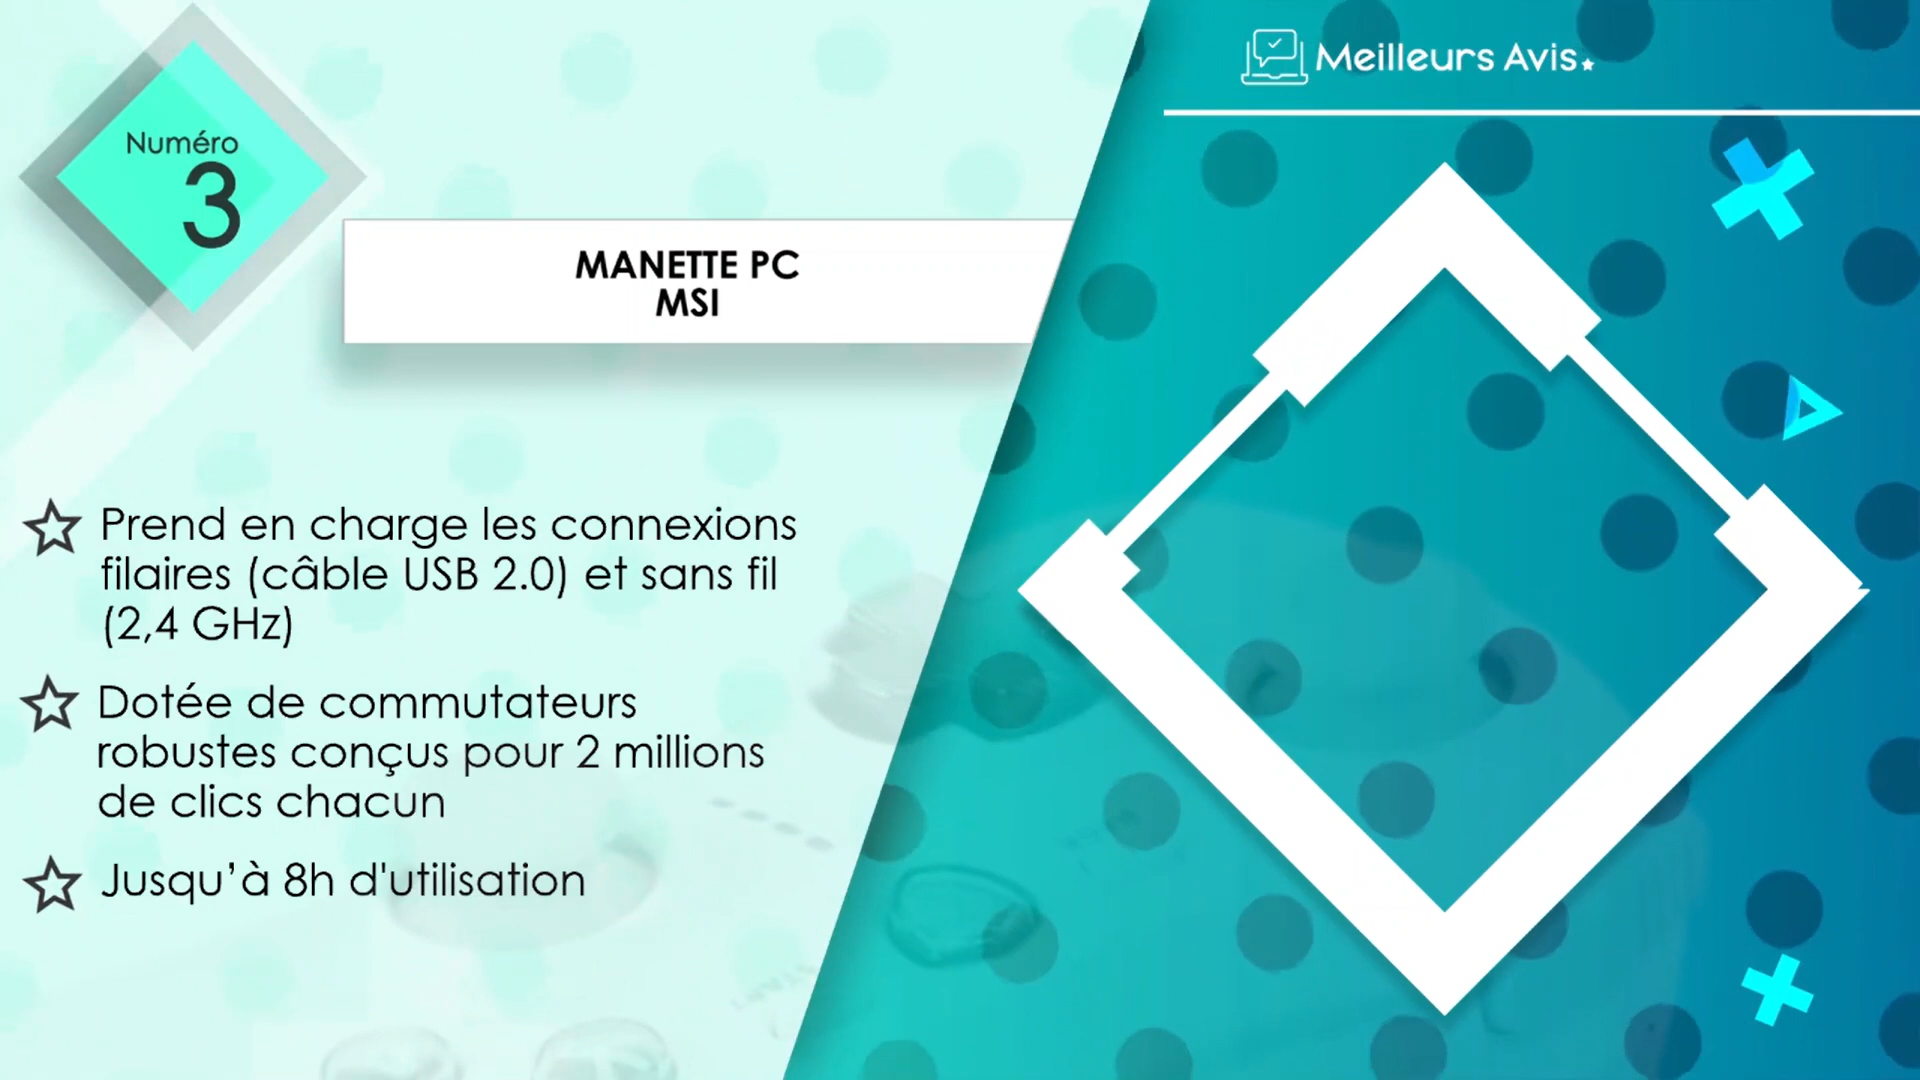 Numéro
3
MANETTE PC
MSI
Meilleurs Avis
Prend en charge les connexions
filaires (câble USB 2.0) et sans fil
(2,4 GHz)
Dotée de commutateurs
robustes conçus pour 2 millions
de clics chacun
Jusqu’à 8h d'utilisation